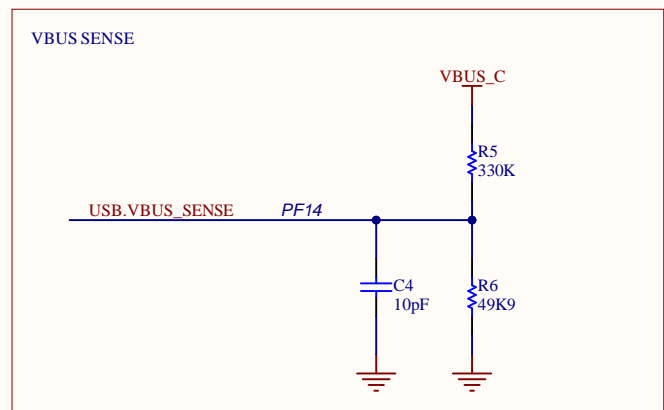 VBUS SENSE
VBUS_C
R5
330K
USB.VBUS_SENSE PF14
C4
10pF
R6
49K9